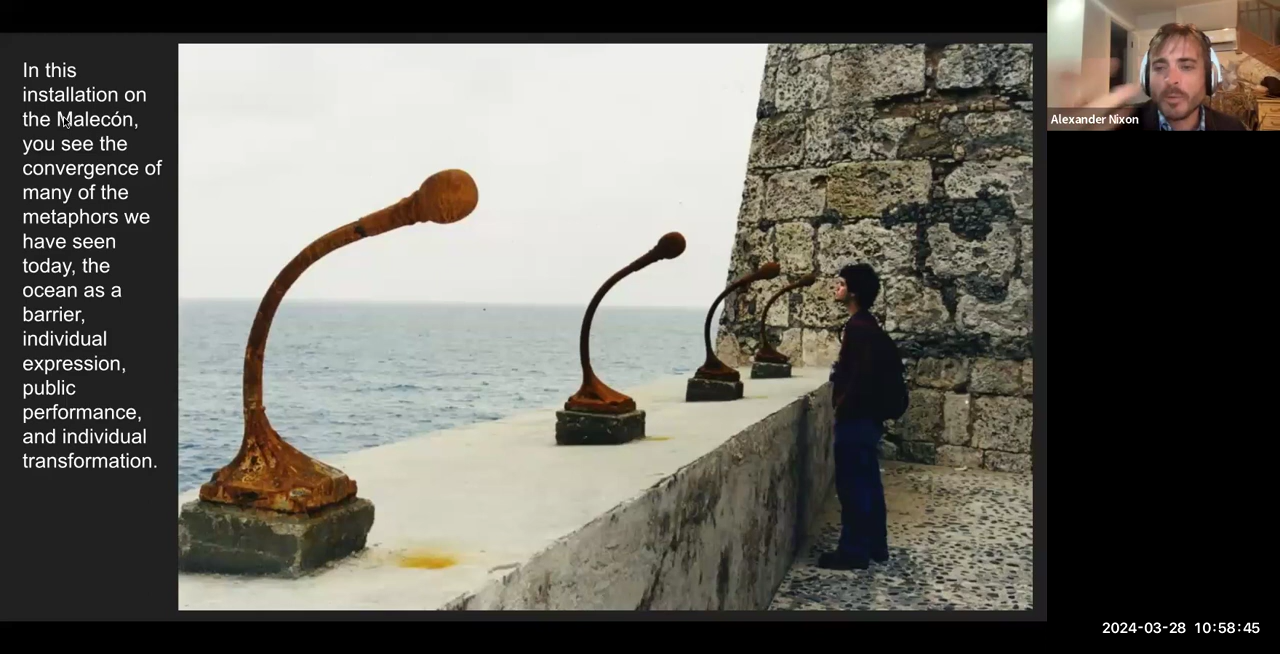 In this
installation on
the Malecón,
you see the
convergence of
many of the
metaphors we
have seen
today, the
ocean as a
barrier,
individual
expression,
public
performance,
and individual
transformation.
Alexander Nixon
2024-03-28 10:58:45